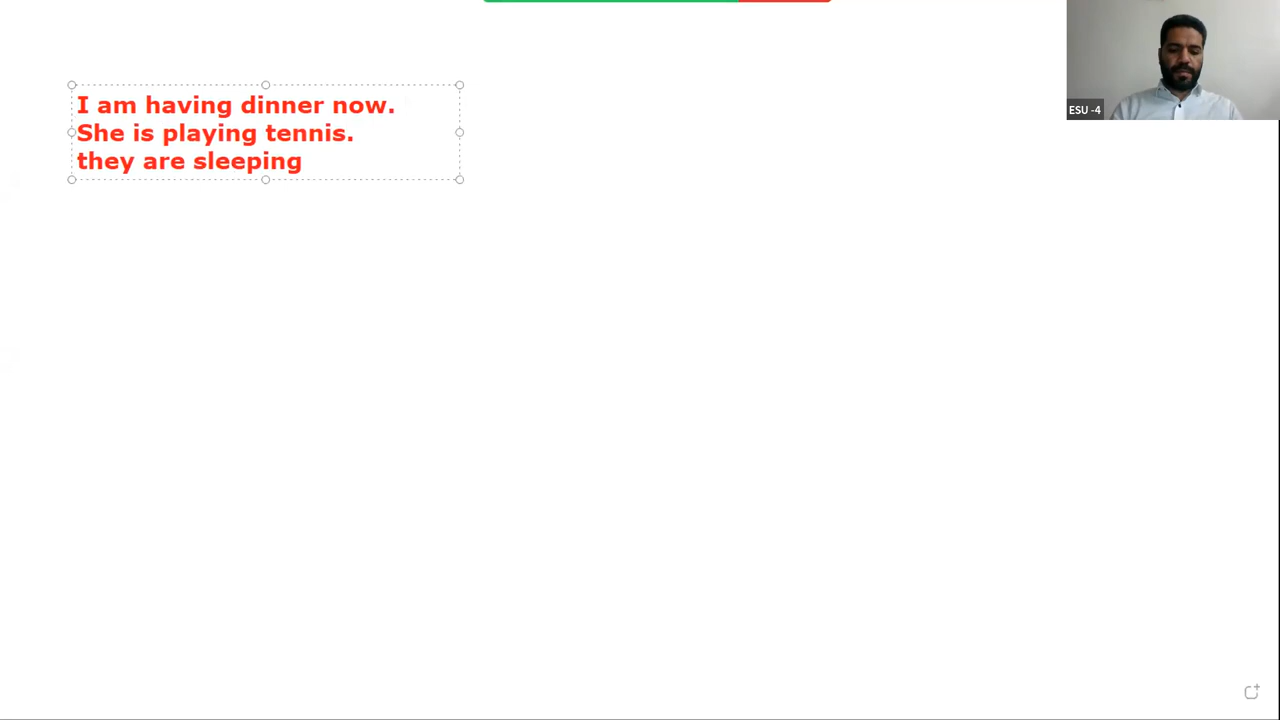 I am having dinner now.
She is playing tennis.
they are sleeping
ESU -4